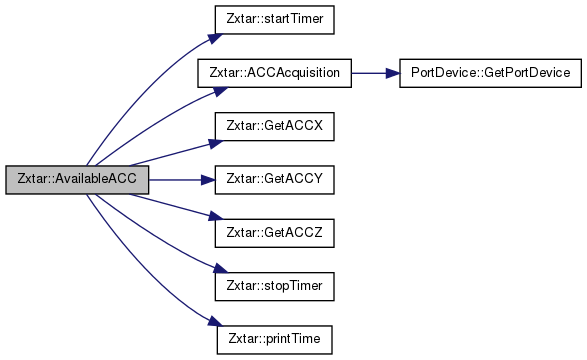 Zxtar::startTimer
Zxtar::ACCAcquisition
PortDevice::GetPortDevice
Zxtar::GetACCX
Zxtar::AvailableACC
Zxtar::GetACCY
Zxtar::GetACCZ
Zxtar::stopTimer
Zxtar::printTime